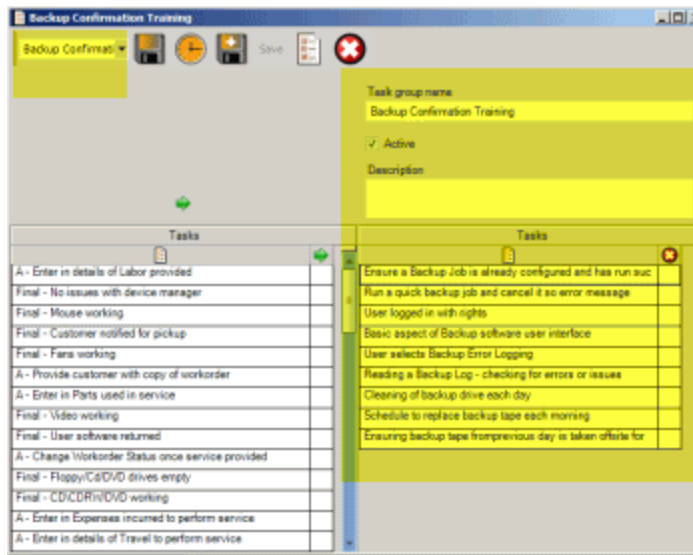 Backup Confirmation Training
Backup Confirmati
Save
Task group name
Backup Confirmation Training
Active
Description
Tasks
A - Enter in details of Labor provided
Final - No issues with device manager
Final - Mouse working
Final - Customer notified for pickup
Final - Fans working
A - Provide customer with copy of workorder
A - Enter in Parts used in service
Final - Video working
Final - User software returned
A - Change Workorder Status once service provided
Final - Floppy/Cd/DVD drives empty
Final - CD\CDR\r/DVD working
A - Enter in Expenses incurred to perform service
A - Enter in details of Travel to perform service
Tasks
Ensure a Backup Job is already configured and has run suc
Run a quick backup job and cancel it so error message
User logged in with rights
Basic aspect of Backup software user interface
User selects Backup Error Logging
Reading a Backup Log - checking for errors or issues
Cleaning of backup drive each day
Schedule to replace backup tape each morning
Ensuring backup tape fromprevious day is taken offsite for